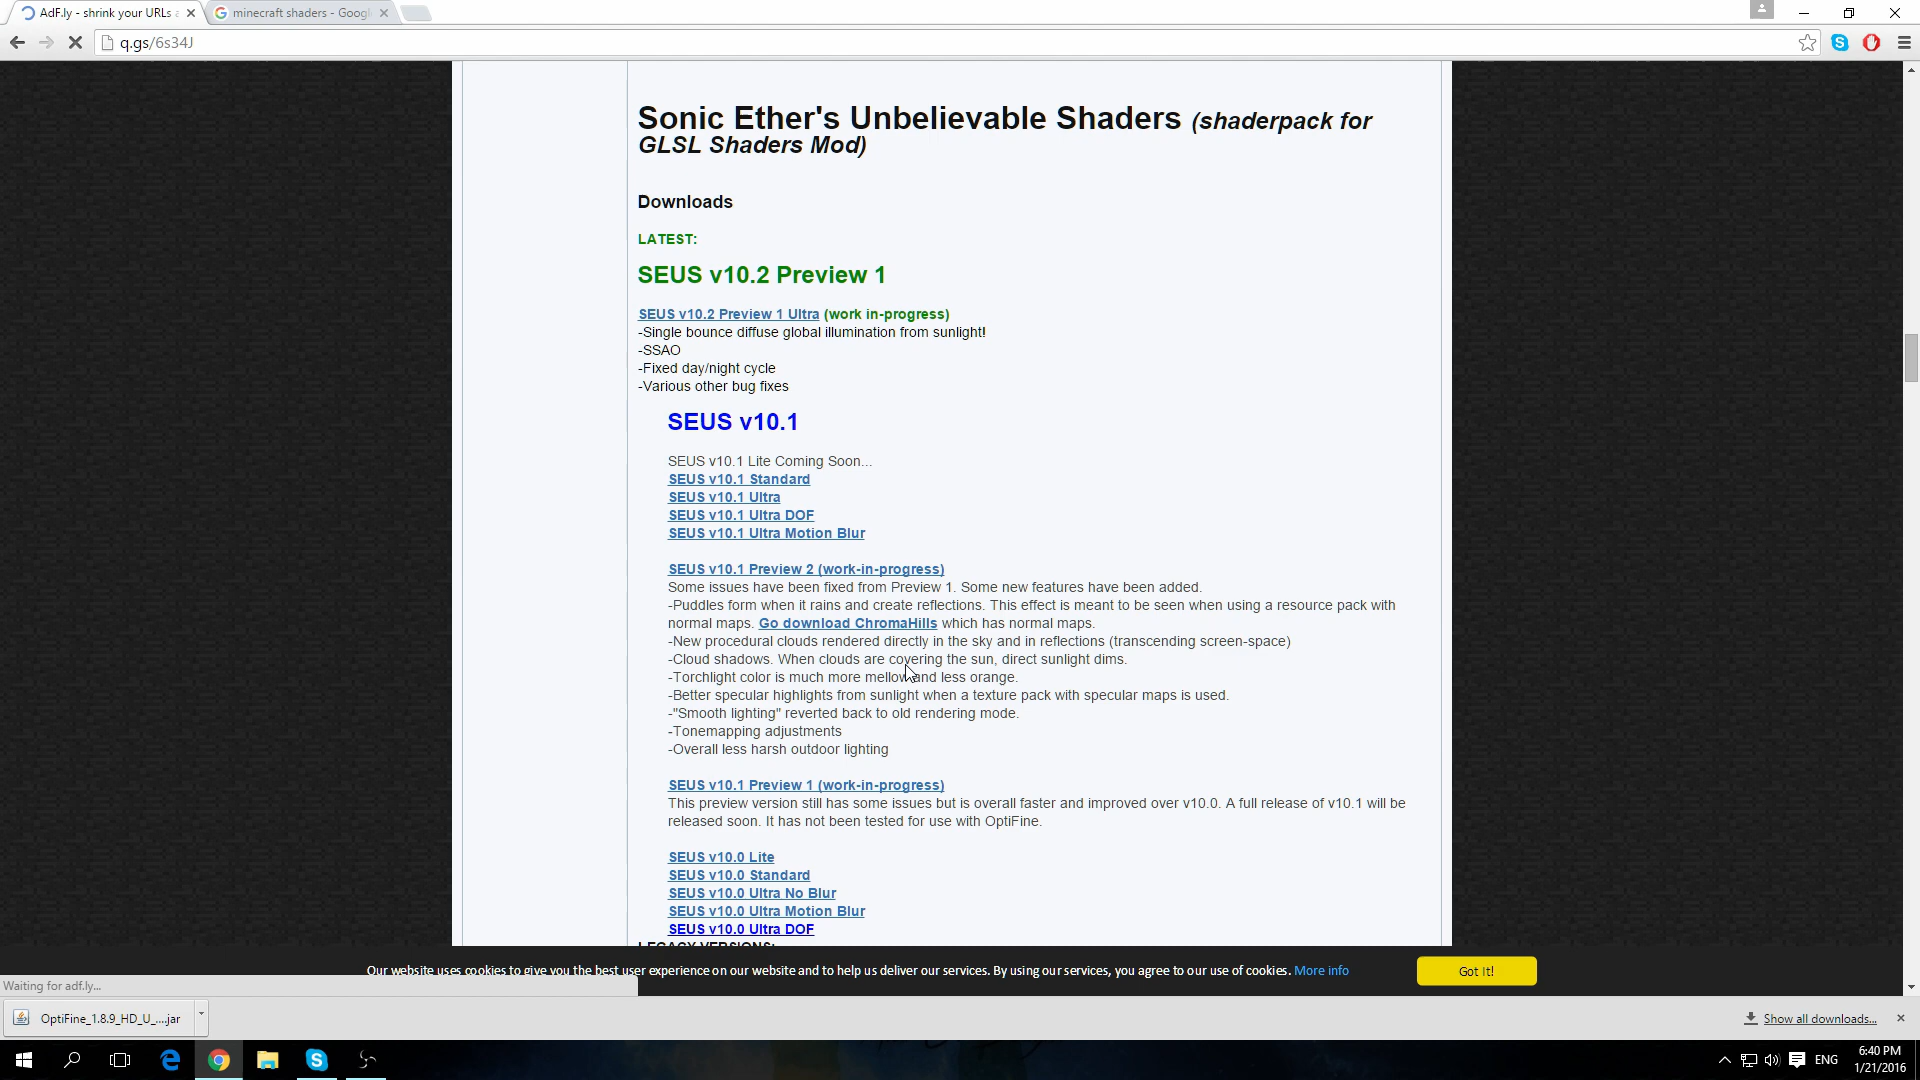 AdF.ly - shrink your URLs a
minecraft shaders - Googl
q.gs/6s34J
Sonic Ether's Unbelievable Shaders (shaderpack for
GLSL Shaders Mod)
Downloads
LATEST:
SEUS v10.2 Preview 1
SEUS v10.2 Preview 1 Ultra (work in-progress)
-Single bounce diffuse global illumination from sunlight!
-SSAO
-Fixed day/night cycle
-Various other bug fixes
SEUS v10.1
SEUS v10.1 Lite Coming Soon...
SEUS v10.1 Standard
SEUS v10.1 Ultra
SEUS v10.1 Ultra DOF
SEUS v10.1 Ultra Motion Blur
SEUS v10.1 Preview 2 (work-in-progress)
Some issues have been fixed from Preview 1. Some new features have been added.
-Puddles form when it rains and create reflections. This effect is meant to be seen when using a resource pack with
normal maps. Go download ChromaHills which has normal maps.
-New procedural clouds rendered directly in the sky and in reflections (transcending screen-space)
-Cloud shadows. When clouds are covering the sun, direct sunlight dims.
-Torchlight color is much more mellow and less orange.
-Better specular highlights from sunlight when a texture pack with specular maps is used.
-"Smooth lighting" reverted back to old rendering mode.
-Tonemapping adjustments
-Overall less harsh outdoor lighting
SEUS v10.1 Preview 1 (work-in-progress)
This preview version still has some issues but is overall faster and improved over v10.0. A full release of v10.1 will be
released soon. It has not been tested for use with OptiFine.
SEUS v10.0 Lite
SEUS v10.0 Standard
SEUS v10.0 Ultra No Blur
SEUS v10.0 Ultra Motion Blur
SEUS v10.0 Ultra DOF
LEGACY VERSIONS:
Our website uses cookies to give you the best user experience on our website and to help us deliver our services. By using our services, you agree to our use of cookies. More info
Got It!
Waiting for adf.ly...
OptiFine_1.8.9_HD_U_....jar
Show all downloads...
ENG
6:40 PM
1/21/2016